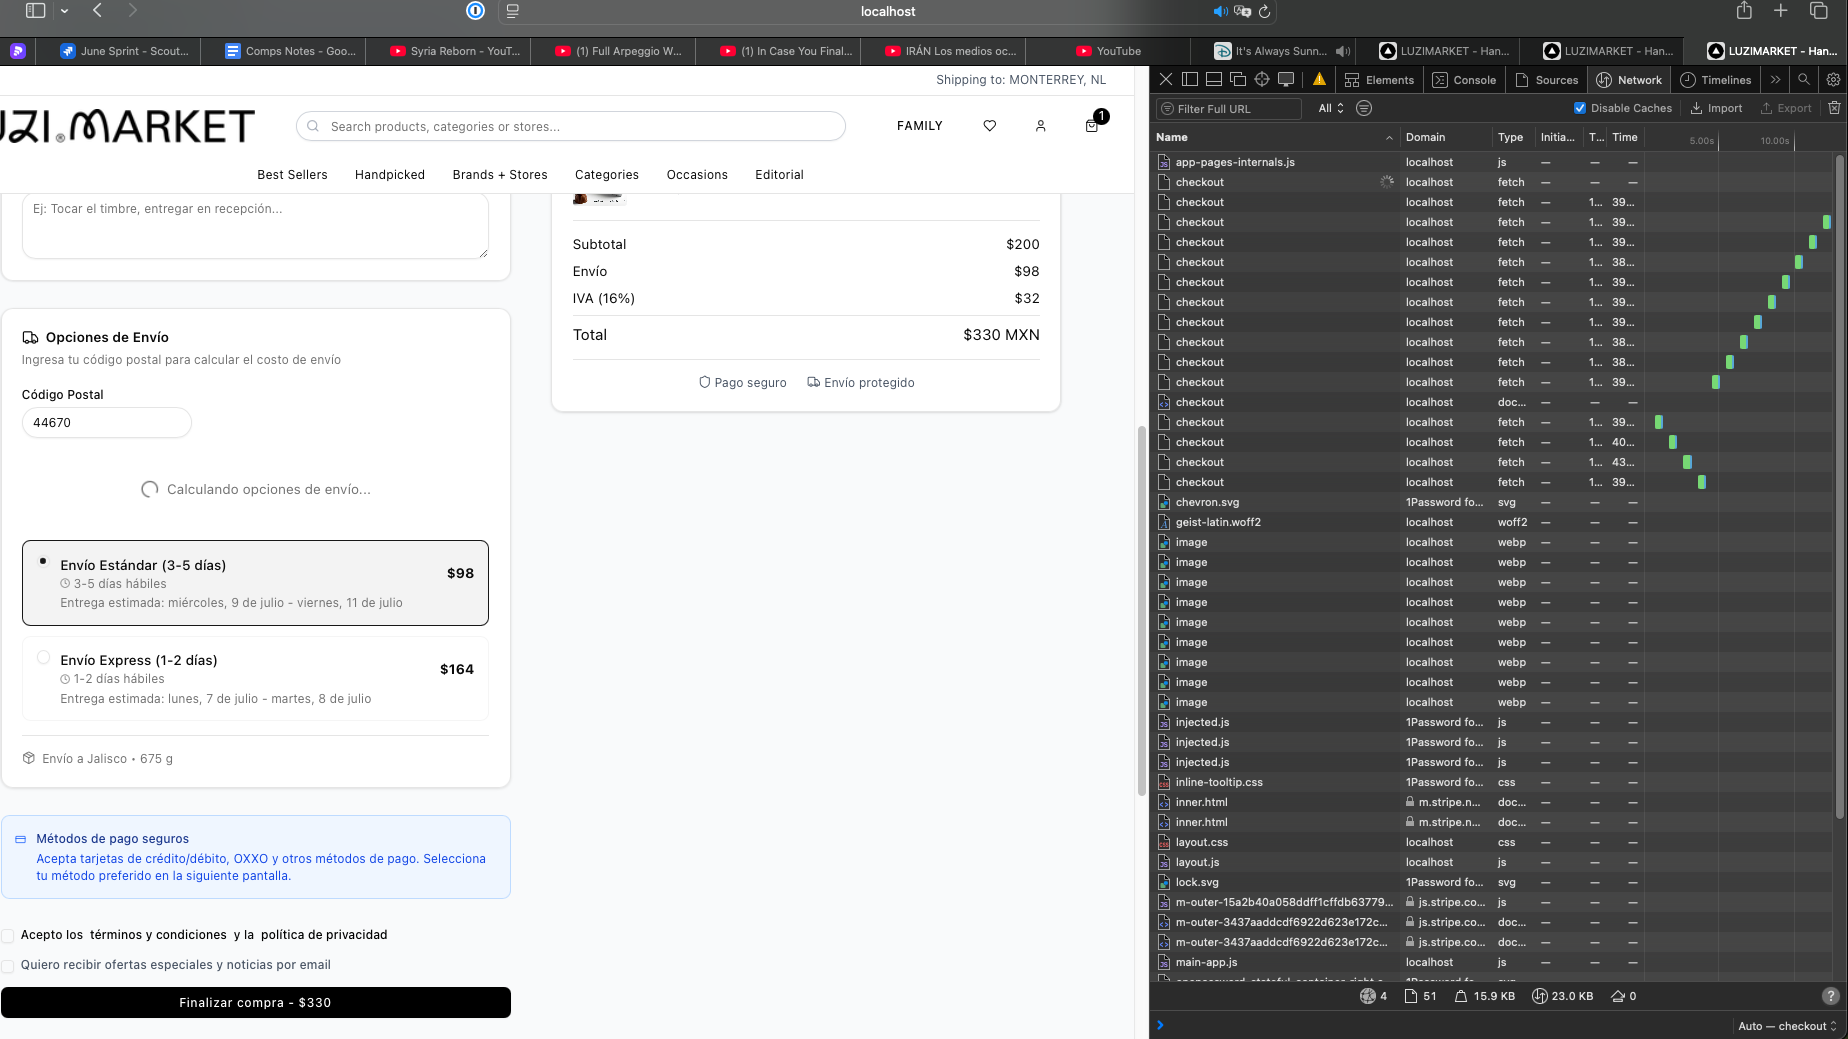 localhost
June Sprint - Scout...
Comps Notes - Goo...
Syria Reborn - YouT...
(1) Full Arpeggio W...
(1) In Case You Final...
IRÁN Los medios oc...
YouTube
It's Always Sunn...
LUZIMARKET - Han...
LUZIMARKET - Han...
LUZIMARKET - Han...
Shipping to: MONTERREY, NL
UZI.MARKET
Search products, categories or stores...
FAMILY
1
Best Sellers
Handpicked
Brands + Stores
Categories
Occasions
Editorial
Ej: Tocar el timbre, entregar en recepción...
Opciones de Envío
Ingresa tu código postal para calcular el costo de envío
Código Postal
44670
Calculando opciones de envío...
Envío Estándar (3-5 días)
3-5 días hábiles
Entrega estimada: miércoles, 9 de julio - viernes, 11 de julio
$98
Envío Express (1-2 días)
1-2 días hábiles
Entrega estimada: lunes, 7 de julio - martes, 8 de julio
$164
Envío a Jalisco • 675 g
Métodos de pago seguros
Acepta tarjetas de crédito/débito, OXXO y otros métodos de pago. Selecciona
tu método preferido en la siguiente pantalla.
Acepto los términos y condiciones y la política de privacidad
Quiero recibir ofertas especiales y noticias por email
Finalizar compra - $330
Subtotal $200
Envío $98
IVA (16%) $32
Total $330 MXN
Pago seguro Envío protegido
Elements Console Sources Network Timelines
Filter Full URL All Disable Caches Import Export
Name Domain Type Initia... T... Time 5.00s 10.00s
app-pages-internals.js localhost js — — —
checkout localhost fetch — — —
checkout localhost fetch — 1... 39...
checkout localhost fetch — 1... 39...
checkout localhost fetch — 1... 39...
checkout localhost fetch — 1... 38...
checkout localhost fetch — 1... 39...
checkout localhost fetch — 1... 39...
checkout localhost fetch — 1... 39...
checkout localhost fetch — 1... 38...
checkout localhost fetch — 1... 38...
checkout localhost fetch — 1... 39...
checkout localhost doc... — — —
checkout localhost fetch — 1... 39...
checkout localhost fetch — 1... 40...
checkout localhost fetch — 1... 43...
checkout localhost fetch — 1... 39...
chevron.svg 1Password fo... svg — — —
geist-latin.woff2 localhost woff2 — — —
image localhost webp — — —
image localhost webp — — —
image localhost webp — — —
image localhost webp — — —
image localhost webp — — —
image localhost webp — — —
image localhost webp — — —
image localhost webp — — —
image localhost webp — — —
injected.js 1Password fo... js — — —
injected.js 1Password fo... js — — —
injected.js 1Password fo... js — — —
inline-tooltip.css 1Password fo... css — — —
inner.html m.stripe.n... doc... — — —
inner.html m.stripe.n... doc... — — —
layout.css localhost css — — —
layout.js localhost js — — —
lock.svg 1Password fo... svg — — —
m-outer-15a2b40a058ddff1cffdb63779... js.stripe.co... js — — —
m-outer-3437aaddcdf6922d623e172c... js.stripe.co... doc... — — —
m-outer-3437aaddcdf6922d623e172c... js.stripe.co... doc... — — —
main-app.js localhost js — — —
4 51 15.9 KB 23.0 KB 0
Auto — checkout